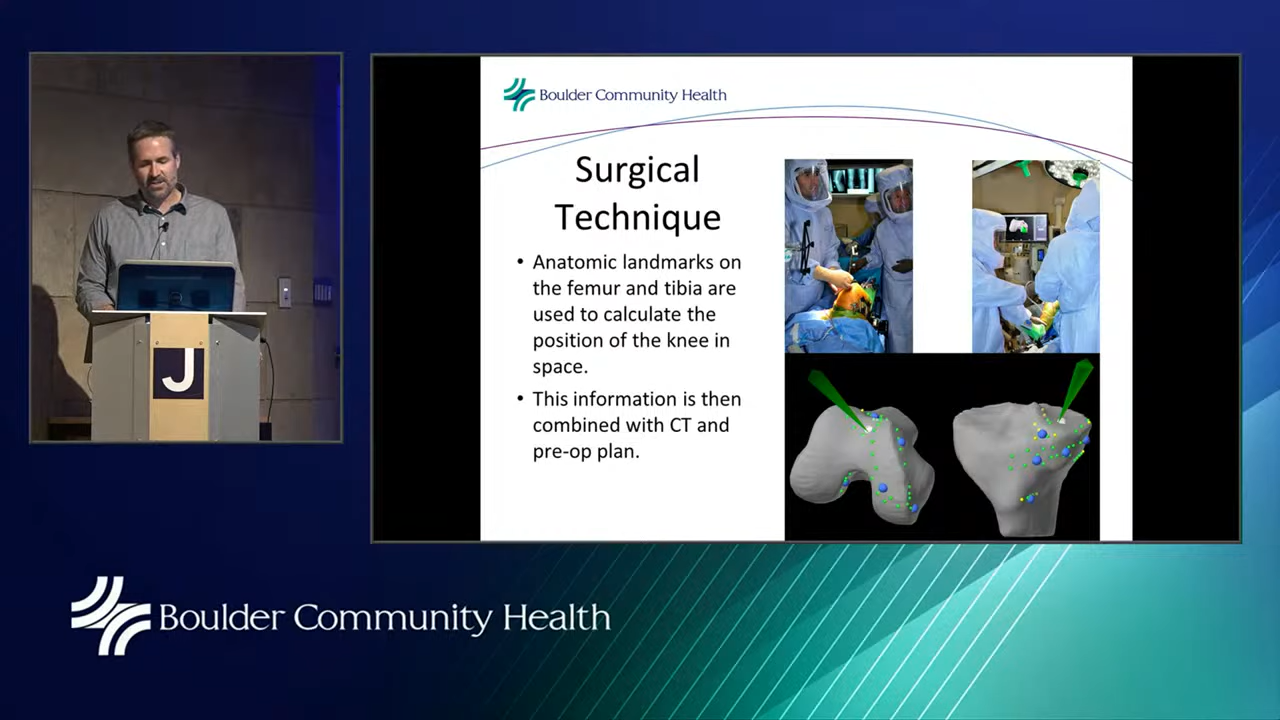 Boulder Community Health
Surgical
Technique
• Anatomic landmarks on
the femur and tibia are
used to calculate the
position of the knee in
space.
• This information is then
combined with CT and
pre-op plan.
J
Boulder Community Health